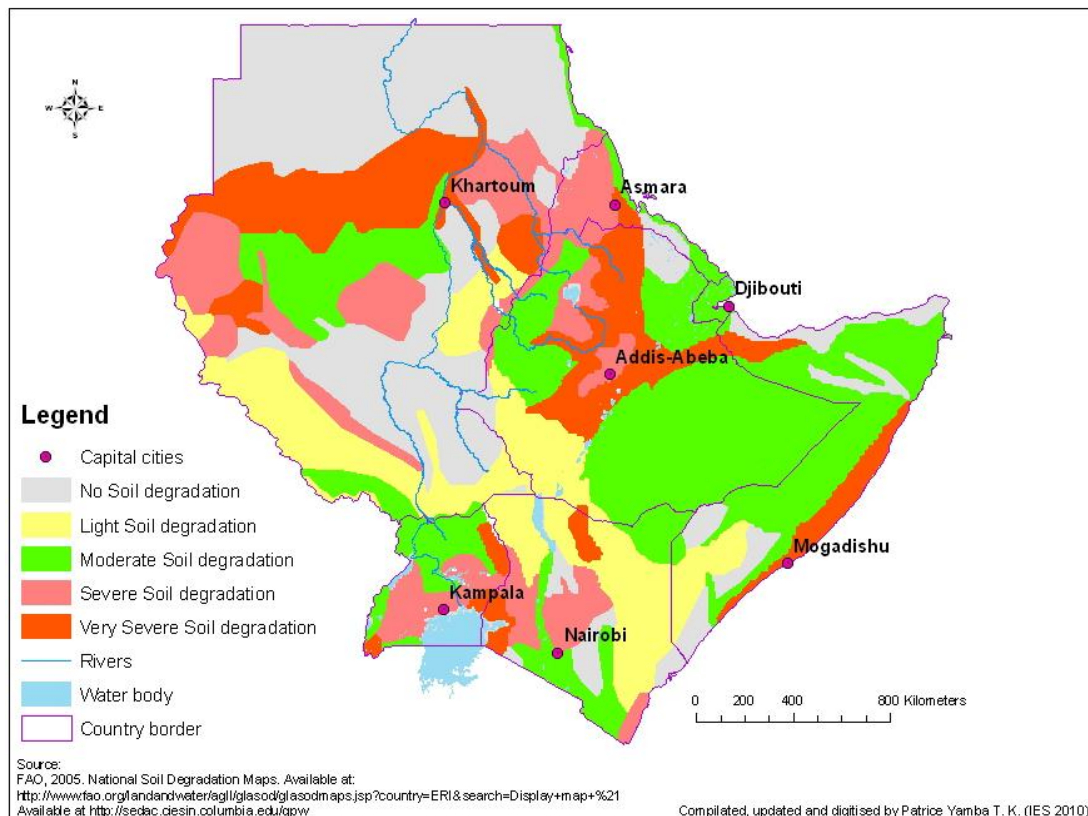 N
W E
S
Khartoum
Asmara
Djibouti
Addis-Abeba
Legend
Capital cities
No Soil degradation
Light Soil degradation
Moderate Soil degradation
Severe Soil degradation
Very Severe Soil degradation
Rivers
Water body
Country border
Mogadishu
Kampala
Nairobi
0 200 400 800 Kilometers
Source:
FAO, 2005. National Soil Degradation Maps. Available at:
http://www.fao.org/landandwater/agll/glasod/glasodmaps.jsp?country=ERI&search=Display+map+%21
Available at http://sedac.ciesin.columbia.edu/gpw
Compilated, updated and digitised by Patrice Yamba T. K. (IES 2010)